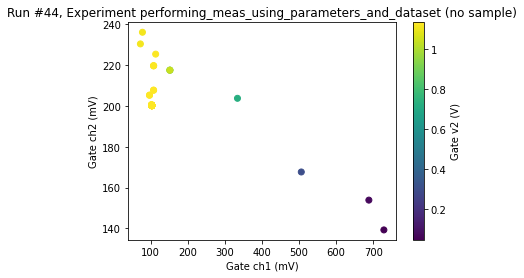 Run #44, Experiment performing_meas_using_parameters_and_dataset (no sample)
240
220
200
180
160
140
Gate ch2 (mV)
100 200 300 400 500 600 700
Gate ch1 (mV)
1
0.8
0.6
0.4
0.2
Gate v2 (V)